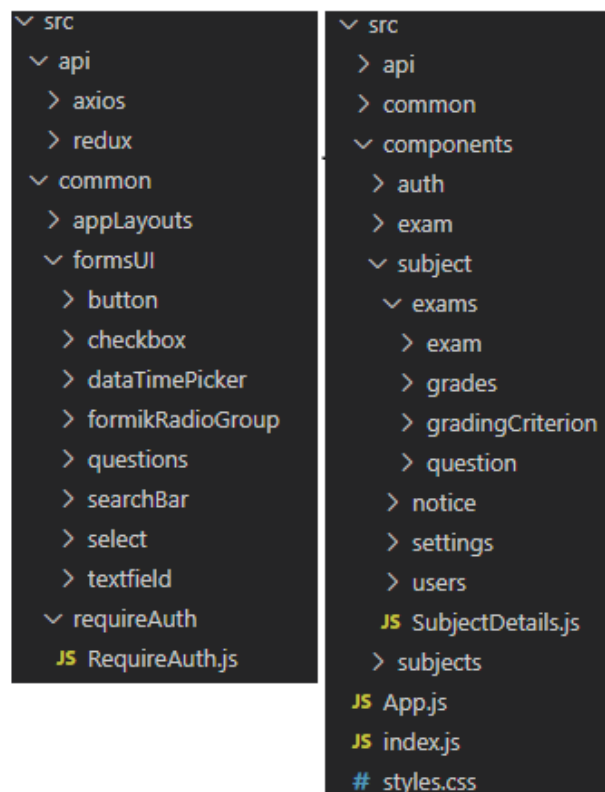 src
api
axios
redux
common
appLayouts
formsUI
button
checkbox
dataTimePicker
formikRadioGroup
questions
searchBar
select
textfield
requireAuth
JS RequireAuth.js
src
api
common
components
auth
exam
subject
exams
exam
grades
gradingCriterion
question
notice
settings
users
JS SubjectDetails.js
subjects
JS App.js
JS index.js
# styles.css